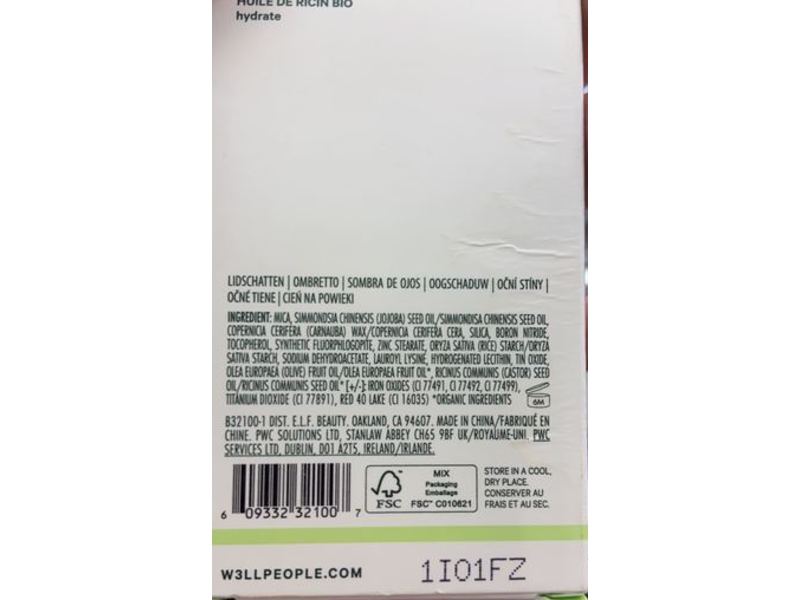 HUILE DE RICIN BIO
hydrate
LIDSCHATTEN | OMBRETTO | SOMBRA DE OJOS | OOGSCHADUW | OČNÍ STÍNY |
OČNÉ TIENE | CIEŃ NA POWIEKI
INGREDIENT: MICA, SIMMONDSIA CHINENSIS (JOJOBA) SEED OIL/SIMMONDISA CHINENSIS SEED OIL,
COPERNICIA CERIFERA (CARNAUBA) WAX/COPERNICIA CERIFERA CERA, SILICA, BORON NITRIDE,
TOCOPHEROL, SYNTHETIC FLUORPHLOGOPITE, ZINC STEARATE, ORYZA SATIVA (RICE) STARCH/ORYZA
SATIVA STARCH, SODIUM DEHYDROACETATE, LAUROYL LYSINE, HYDROGENATED LECITHIN, TIN OXIDE,
OLEA EUROPAEA (OLIVE) FRUIT OIL/OLEA EUROPAEA FRUIT OIL*, RICINUS COMMUNIS (CASTOR) SEED
OIL/RICINUS COMMUNIS SEED OIL* [+/-]: IRON OXIDES (CI 77491, CI 77492, CI 77499),
TITANIUM DIOXIDE (CI 77891), RED 40 LAKE (CI 16035) *ORGANIC INGREDIENTS
6M
B32100-1 DIST. E.L.F. BEAUTY. OAKLAND, CA 94607. MADE IN CHINA/FABRIQUÉ EN
CHINE. PWC SOLUTIONS LTD, STANLAW ABBEY CH65 9BF UK/ROYAUME-UNI. PWC
SERVICES LTD, DUBLIN, D01 A2T5, IRELAND/IRLANDE.
6 09332 32100 7
FSC
MIX
Packaging
Emballage
FSC™ C010621
STORE IN A COOL,
DRY PLACE.
CONSERVER AU
FRAIS ET AU SEC.
W3LLPEOPLE.COM
1I01FZ